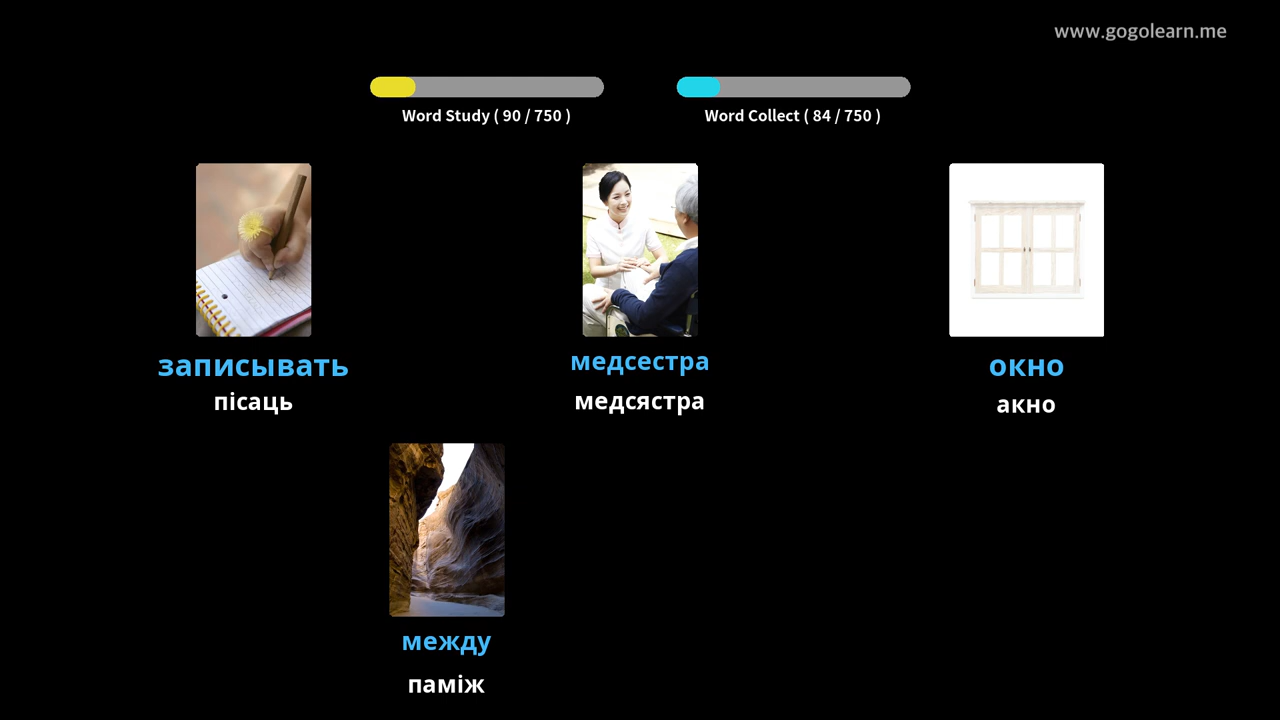 www.gogolearn.me
Word Study ( 90 / 750 )
Word Collect ( 84 / 750 )
записывать
пісаць
медсестра
медсястра
окно
акно
между
паміж